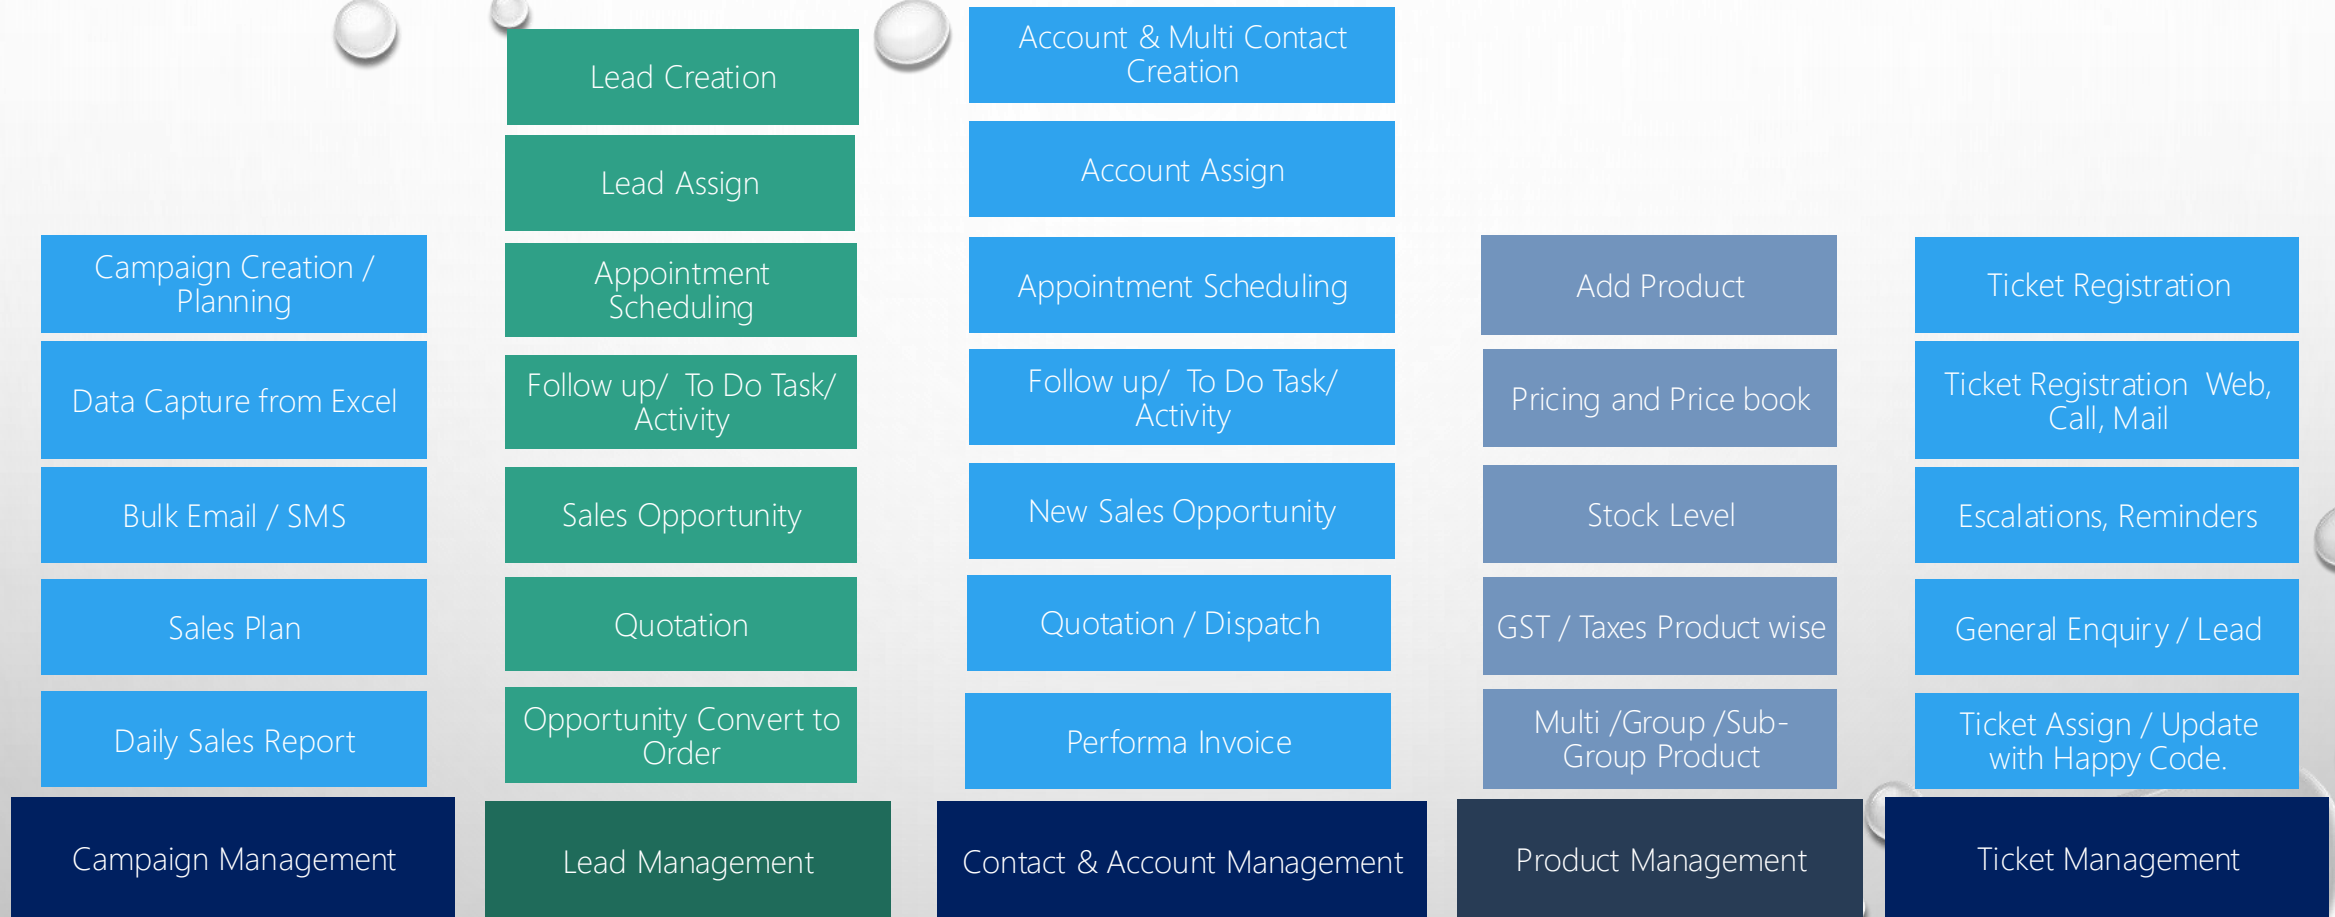 Campaign Creation /
Planning
Data Capture from Excel
Bulk Email / SMS
Sales Plan
Daily Sales Report
Campaign Management
Lead Creation
Lead Assign
Appointment
Scheduling
Follow up/  To Do Task/
Activity
Sales Opportunity
Quotation
Opportunity Convert to
Order
Lead Management
Account & Multi Contact
Creation
Account Assign
Appointment Scheduling
Follow up/  To Do Task/
Activity
New Sales Opportunity
Quotation / Dispatch
Performa Invoice
Contact & Account Management
Add Product
Pricing and Price book
Stock Level
GST / Taxes Product wise
Multi /Group /Sub-
Group Product
Product Management
Ticket Registration
Ticket Registration  Web,
Call, Mail
Escalations, Reminders
General Enquiry / Lead
Ticket Assign / Update
with Happy Code.
Ticket Management